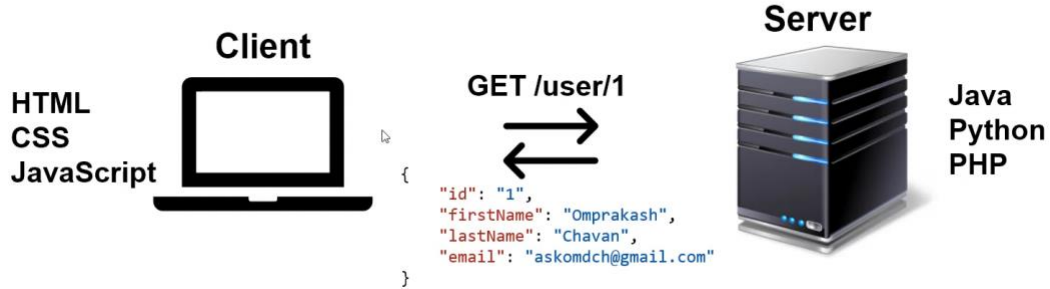 Client
Server
HTML
CSS
JavaScript
GET /user/1
Java
Python
PHP
{
"id": "1",
"firstName": "Omprakash",
"lastName": "Chavan",
"email": "askomdch@gmail.com"
}